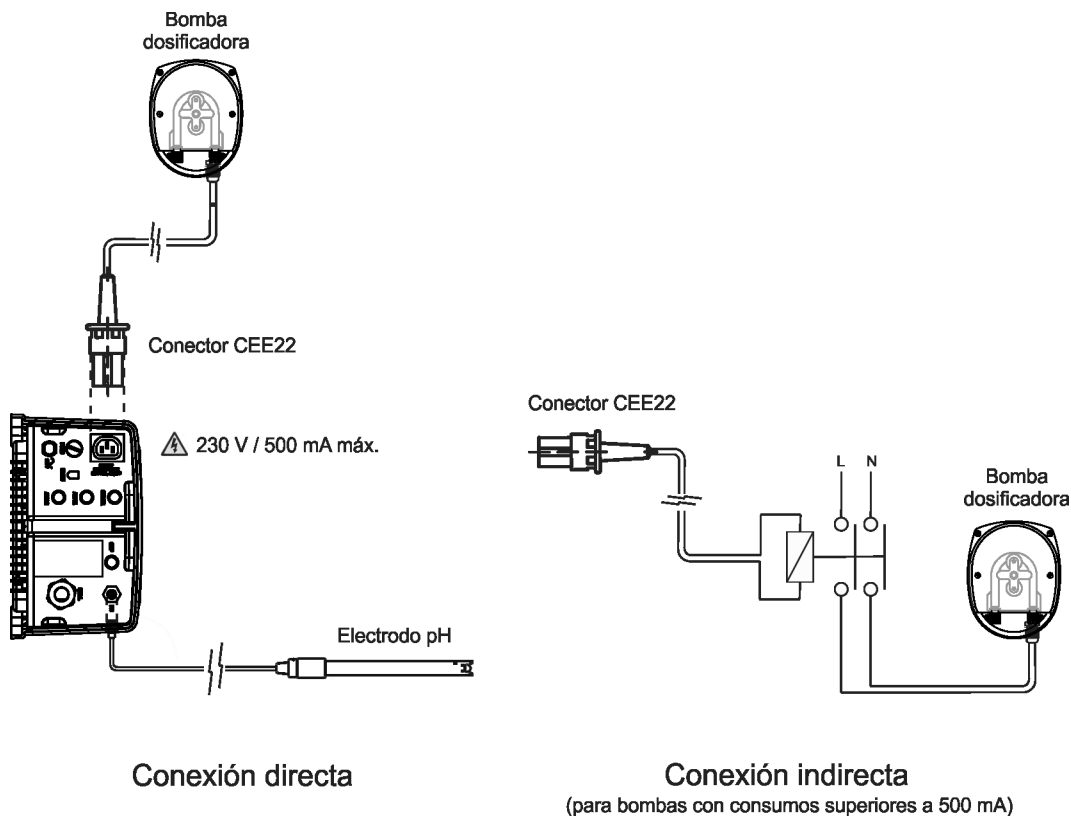 Bomba
dosificadora
Conector CEE22
230 V / 500 mA máx.
Electrodo pH
Conexión directa
Conector CEE22
L N
Bomba
dosificadora
Conexión indirecta
(para bombas con consumos superiores a 500 mA)